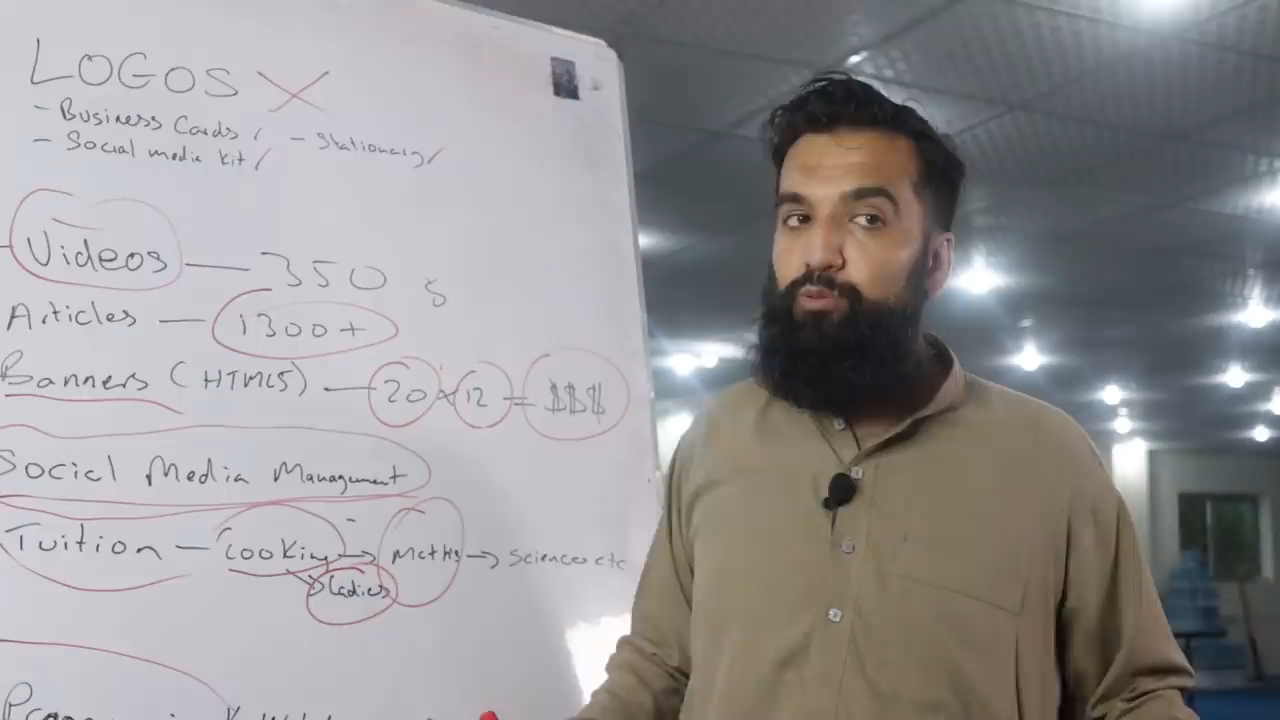 LOGOS X
- Business Cards / - Stationary /
- Social media kit /
Videos — 350 $
Articles — 1300+
Banners (HTML5) — 20 x 12 = $$$
Social Media Management
Tuition — Cooking → Maths → Science etc
→ Ladies